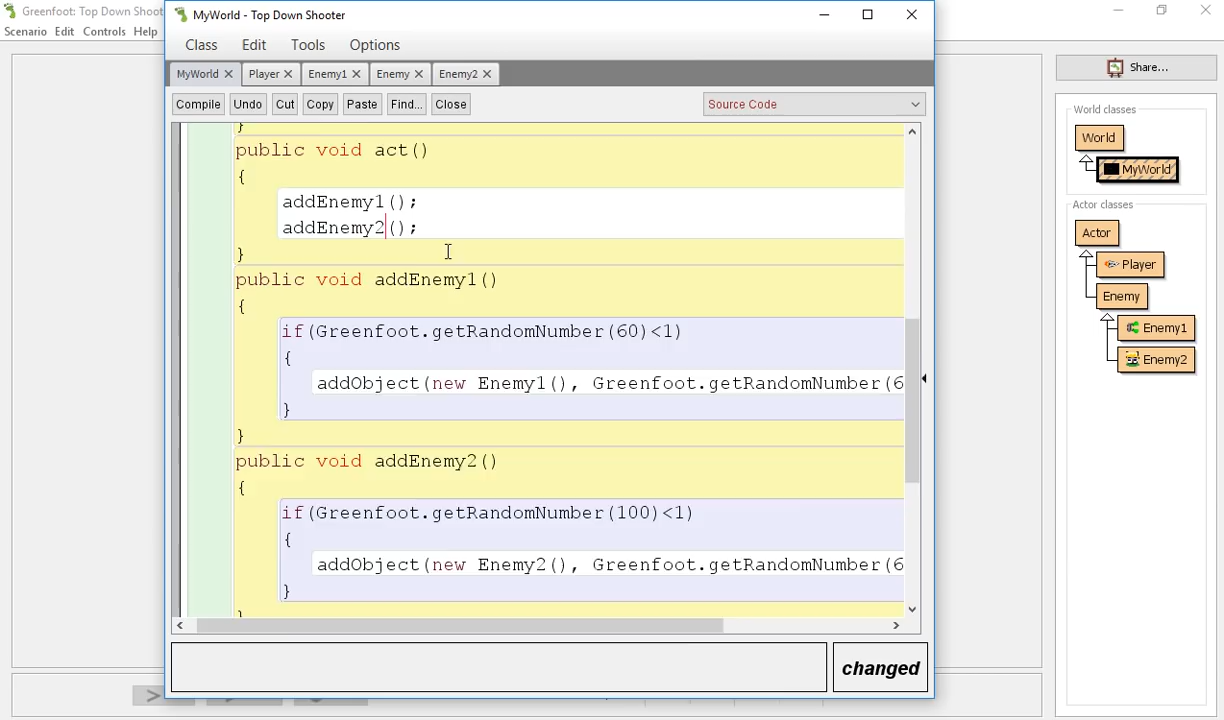 Greenfoot: Top Down Shoot
Scenario Edit Controls Help
MyWorld - Top Down Shooter
Class Edit Tools Options
MyWorld Player Enemy1 Enemy Enemy2
Compile Undo Cut Copy Paste Find... Close Source Code
}
public void act()
{
addEnemy1();
addEnemy2();
}
public void addEnemy1()
{
if(Greenfoot.getRandomNumber(60)<1)
{
addObject(new Enemy1(), Greenfoot.getRandomNumber(6
}
}
public void addEnemy2()
{
if(Greenfoot.getRandomNumber(100)<1)
{
addObject(new Enemy2(), Greenfoot.getRandomNumber(6
}
}
changed
Share...
World classes
World
MyWorld
Actor classes
Actor
Player
Enemy
Enemy1
Enemy2